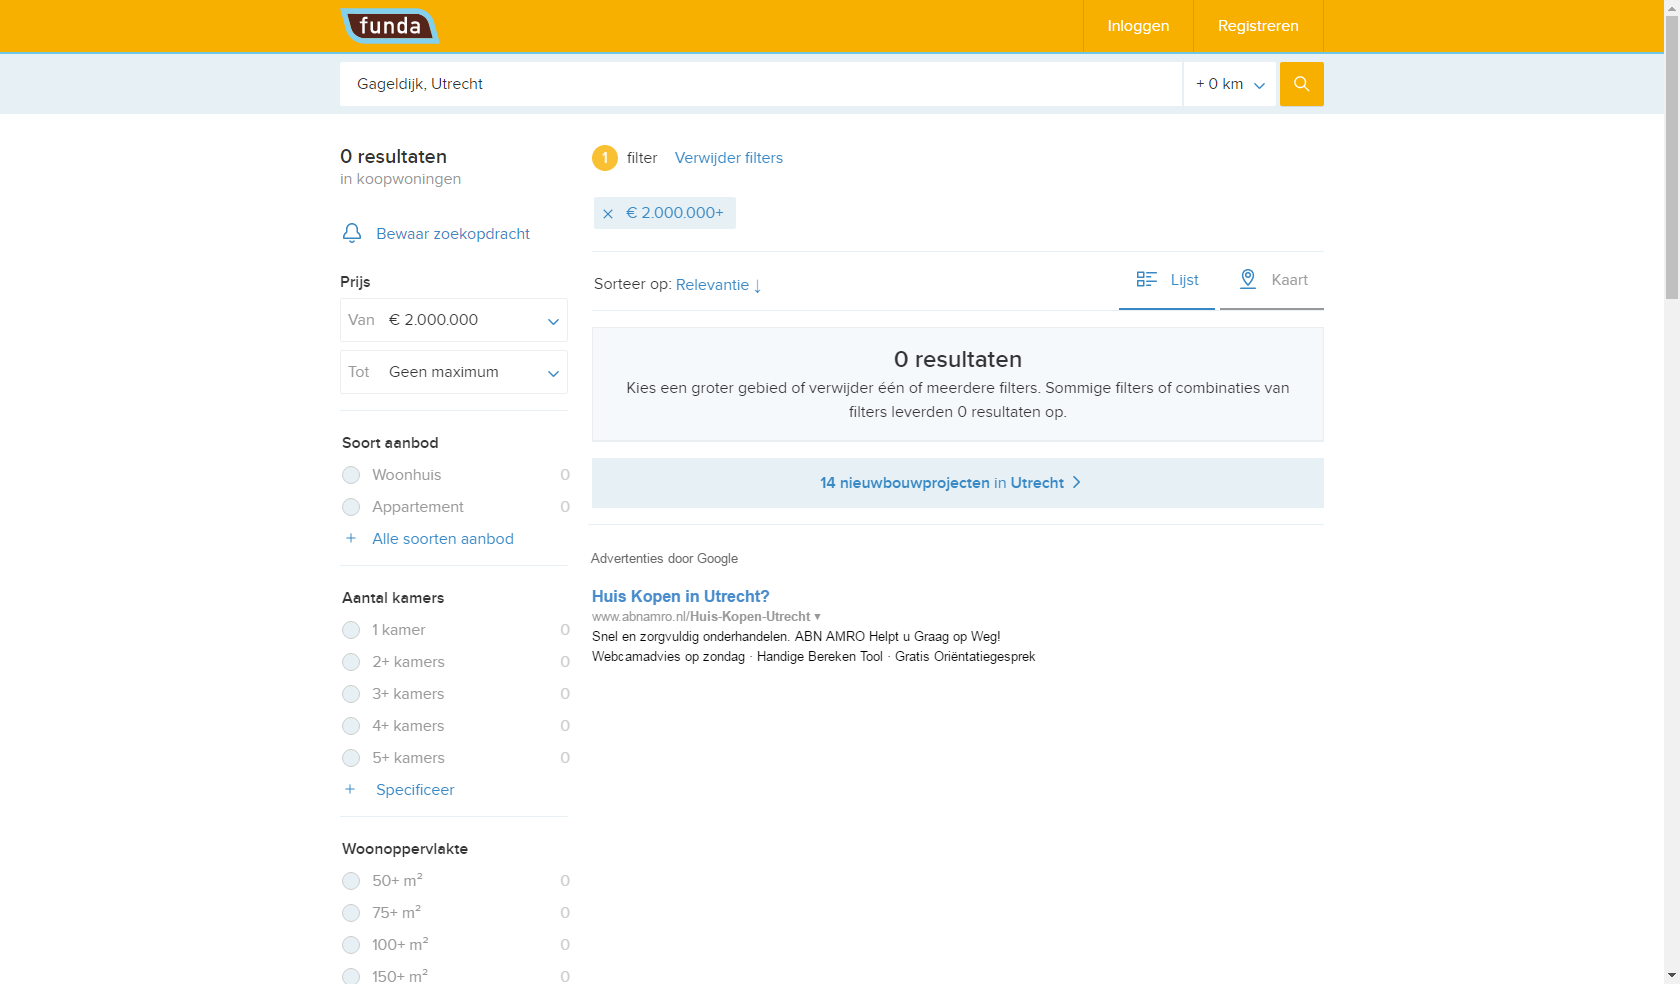 funda
Inloggen
Registreren
Gageldijk, Utrecht
+ 0 km
0 resultaten
in koopwoningen
Bewaar zoekopdracht
Prijs
Van € 2.000.000
Tot Geen maximum
Soort aanbod
Woonhuis 0
Appartement 0
+ Alle soorten aanbod
Aantal kamers
1 kamer 0
2+ kamers 0
3+ kamers 0
4+ kamers 0
5+ kamers 0
+ Specificeer
Woonoppervlakte
50+ m² 0
75+ m² 0
100+ m² 0
150+ m² 0
1 filter Verwijder filters
× € 2.000.000+
Sorteer op: Relevantie ↓
Lijst
Kaart
0 resultaten
Kies een groter gebied of verwijder één of meerdere filters. Sommige filters of combinaties van
filters leverden 0 resultaten op.
14 nieuwbouwprojecten in Utrecht >
Advertenties door Google
Huis Kopen in Utrecht?
www.abnamro.nl/Huis-Kopen-Utrecht ▾
Snel en zorgvuldig onderhandelen. ABN AMRO Helpt u Graag op Weg!
Webcamadvies op zondag · Handige Bereken Tool · Gratis Oriëntatiegesprek